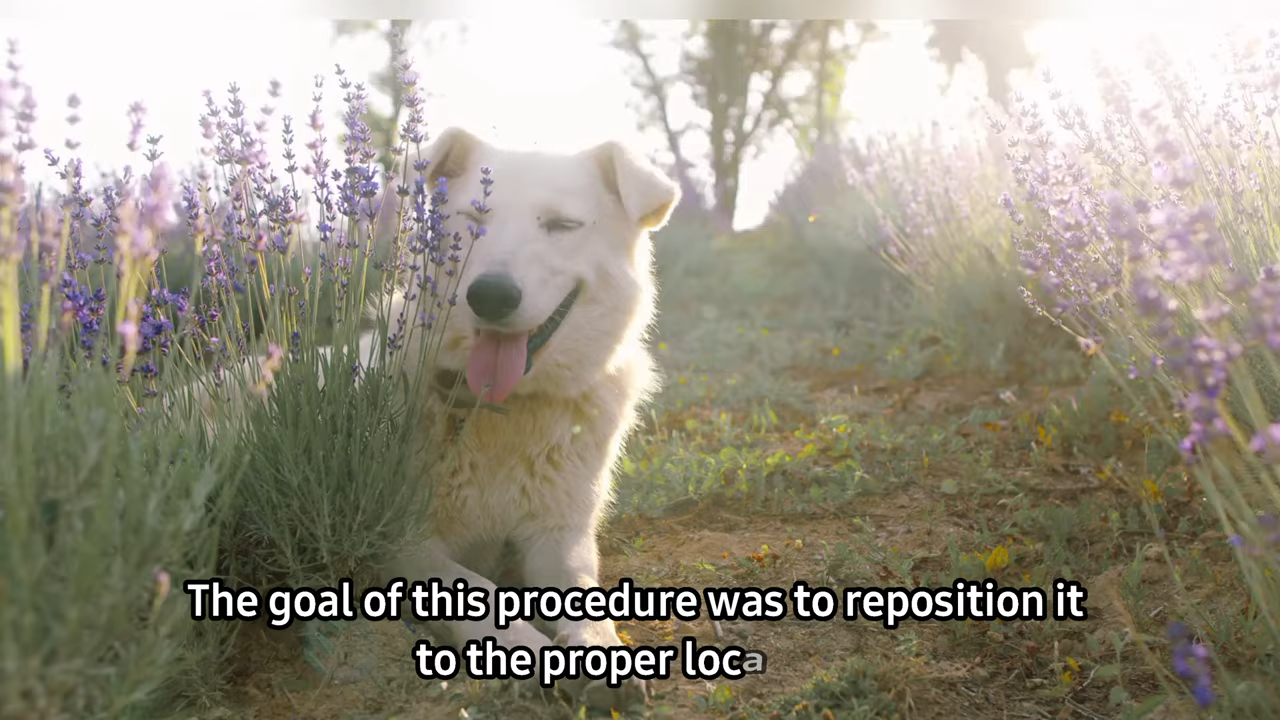 The goal of this procedure was to reposition it
to the proper loca